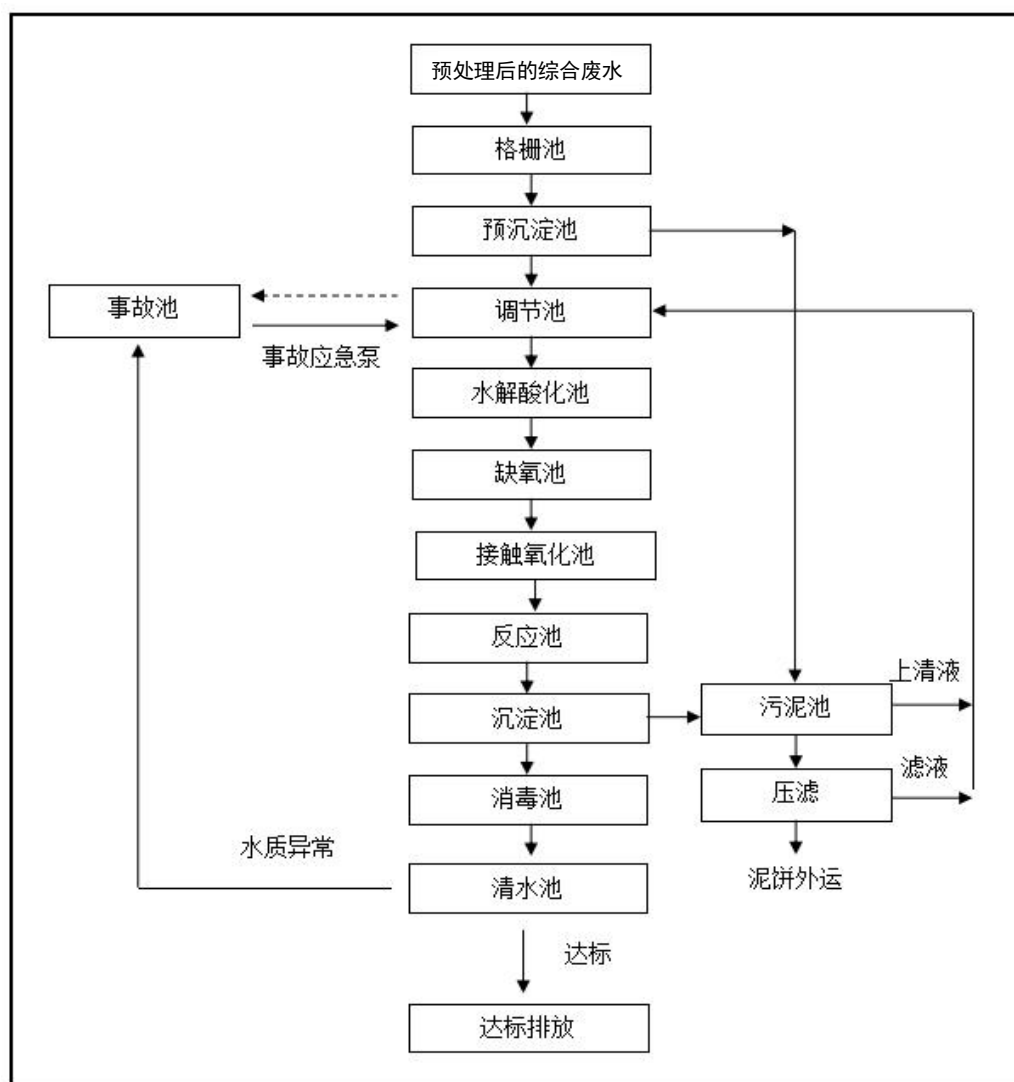 预处理后的综合废水
格栅池
预沉淀池
事故池
调节池
事故应急泵
水解酸化池
缺氧池
接触氧化池
反应池
上清液
沉淀池
污泥池
滤液
消毒池
压滤
水质异常
清水池
泥饼外运
达标
达标排放